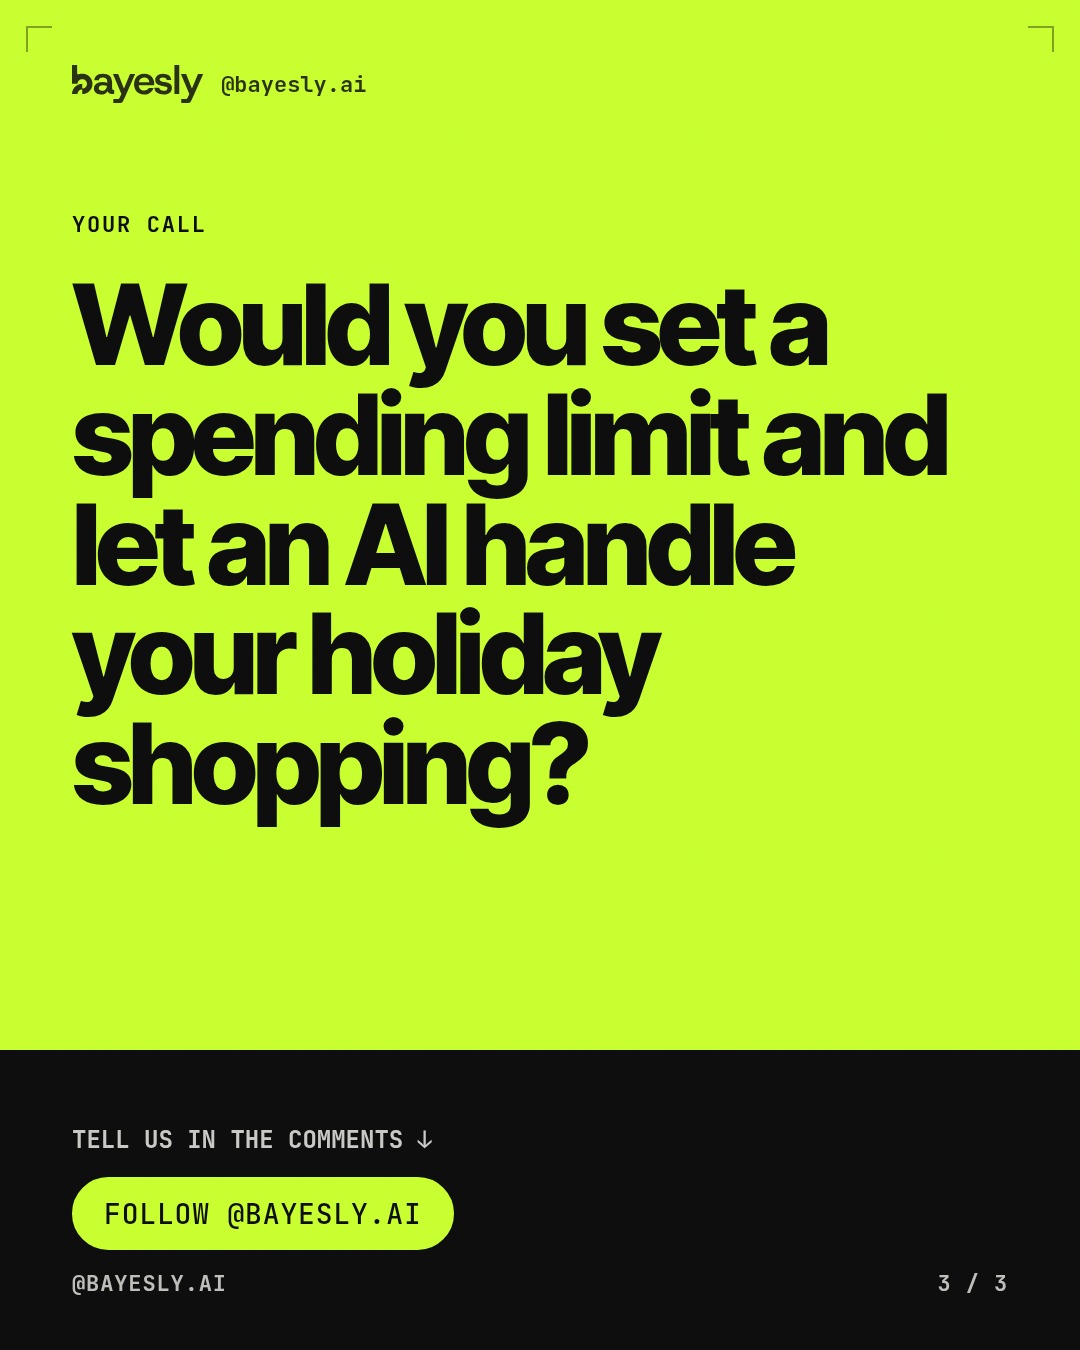 bayesly @bayesly.ai
YOUR CALL
Would you set a
spending limit and
let an AI handle
your holiday
shopping?
TELL US IN THE COMMENTS ↓
FOLLOW @BAYESLY.AI
@BAYESLY.AI
3 / 3